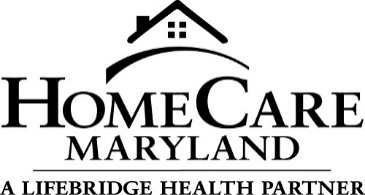 HOMECARE
MARYLAND
A LIFEBRIDGE HEALTH PARTNER